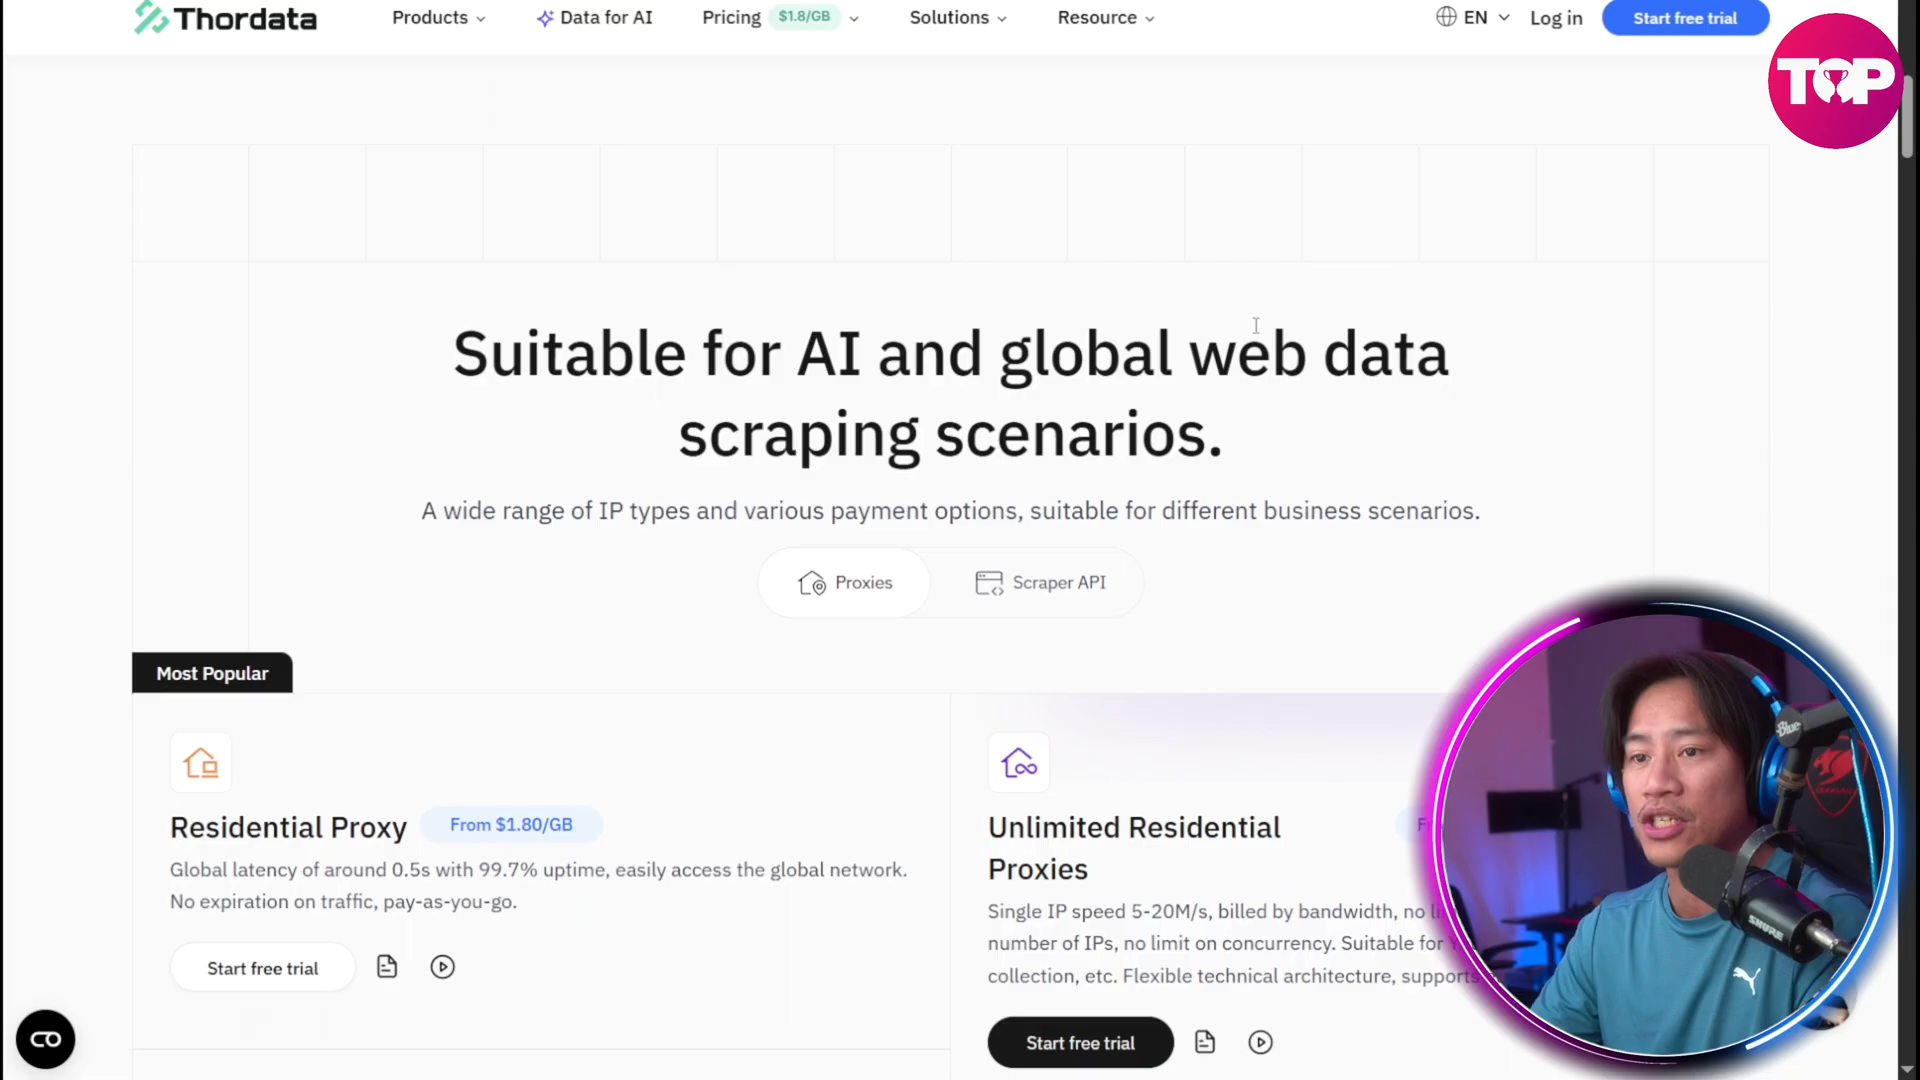 Thordata
Products
Data for AI
Pricing $1.8/GB
Solutions
Resource
EN
Log in
Start free trial
TOP
Suitable for AI and global web data
scraping scenarios.
A wide range of IP types and various payment options, suitable for different business scenarios.
Proxies
Scraper API
Most Popular
Residential Proxy
From $1.80/GB
Global latency of around 0.5s with 99.7% uptime, easily access the global network.
No expiration on traffic, pay-as-you-go.
Start free trial
Unlimited Residential
Proxies
Single IP speed 5-20M/s, billed by bandwidth, no
number of IPs, no limit on concurrency. Suitable for
collection, etc. Flexible technical architecture, supports
Start free trial
Blue
SHURE
COUGAR